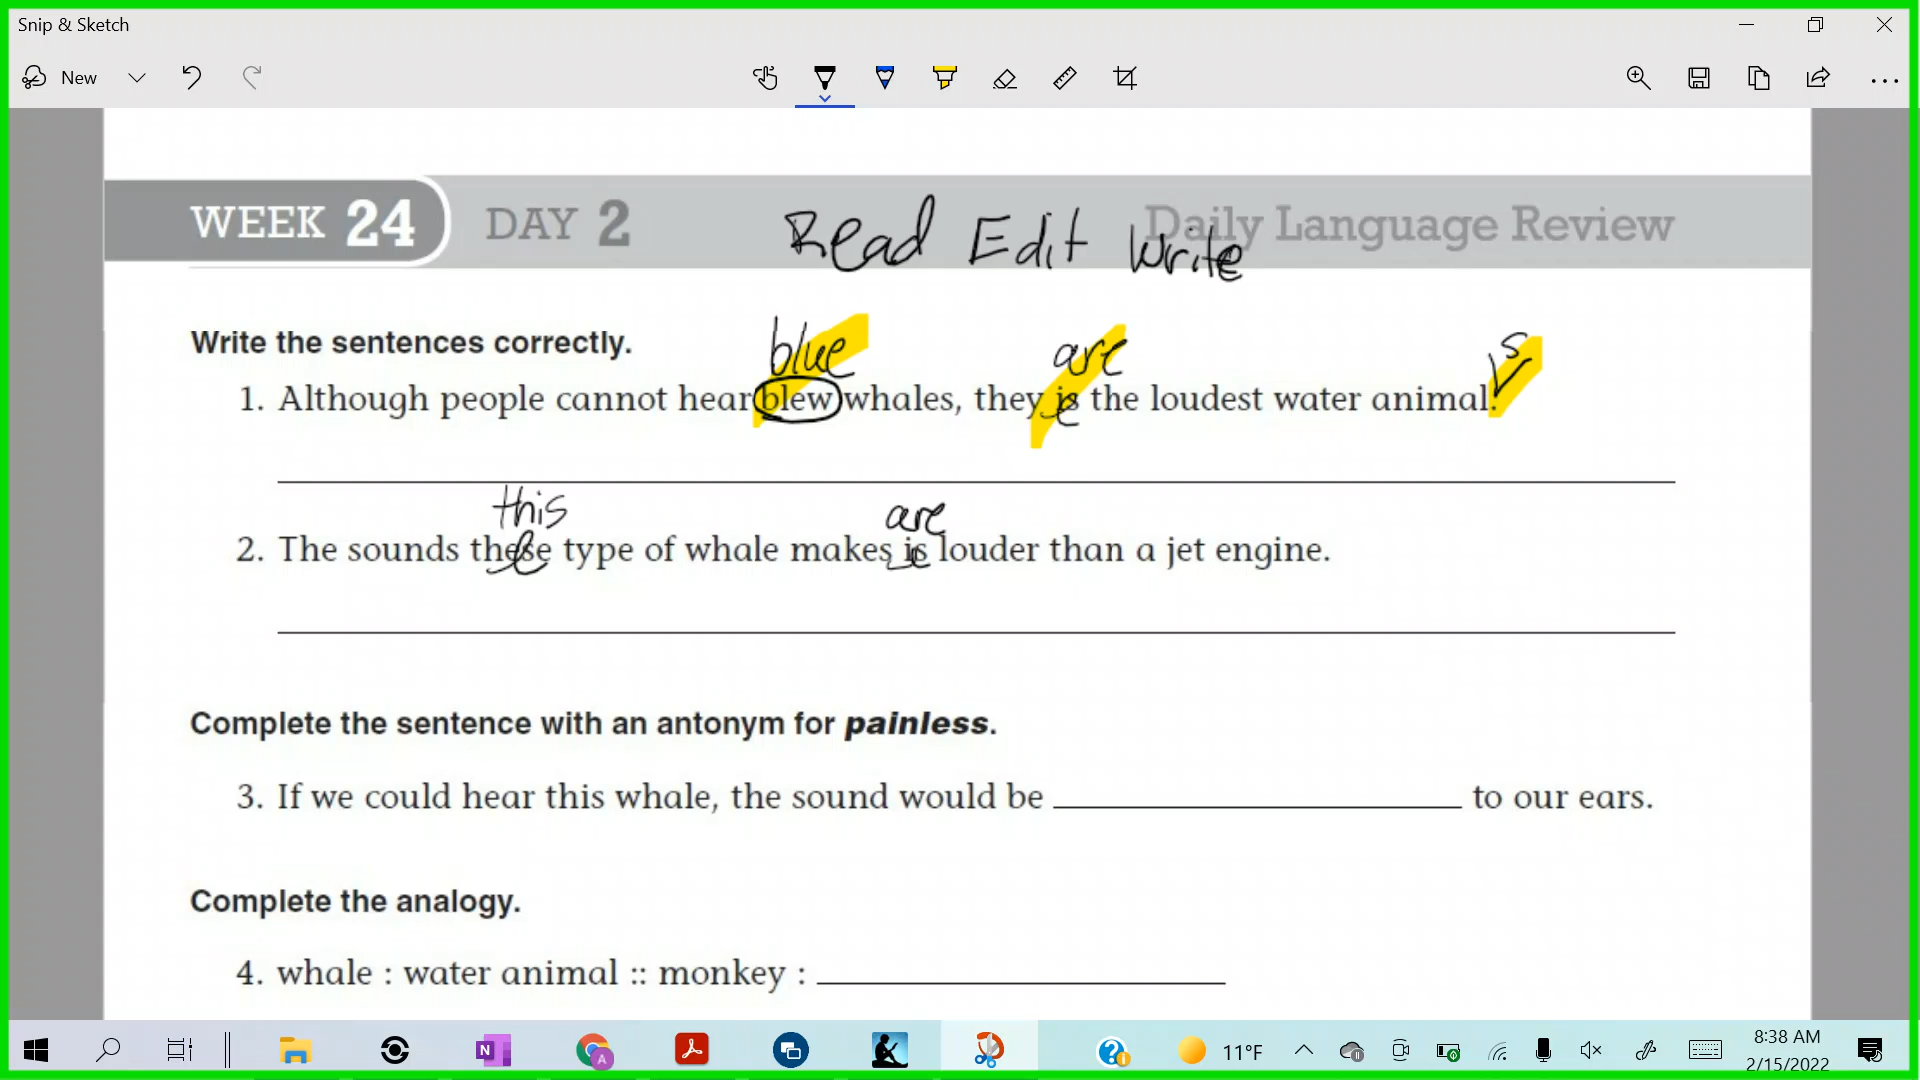 Snip & Sketch
New
WEEK 24 DAY 2 Read Edit Write Daily Language Review
Write the sentences correctly.
blue are s
1. Although people cannot hear blew whales, they is the loudest water animal.
this are
2. The sounds these type of whale makes is louder than a jet engine.
Complete the sentence with an antonym for painless.
3. If we could hear this whale, the sound would be ____ to our ears.
Complete the analogy.
4. whale : water animal :: monkey : ____
11°F
8:38 AM
2/15/2022